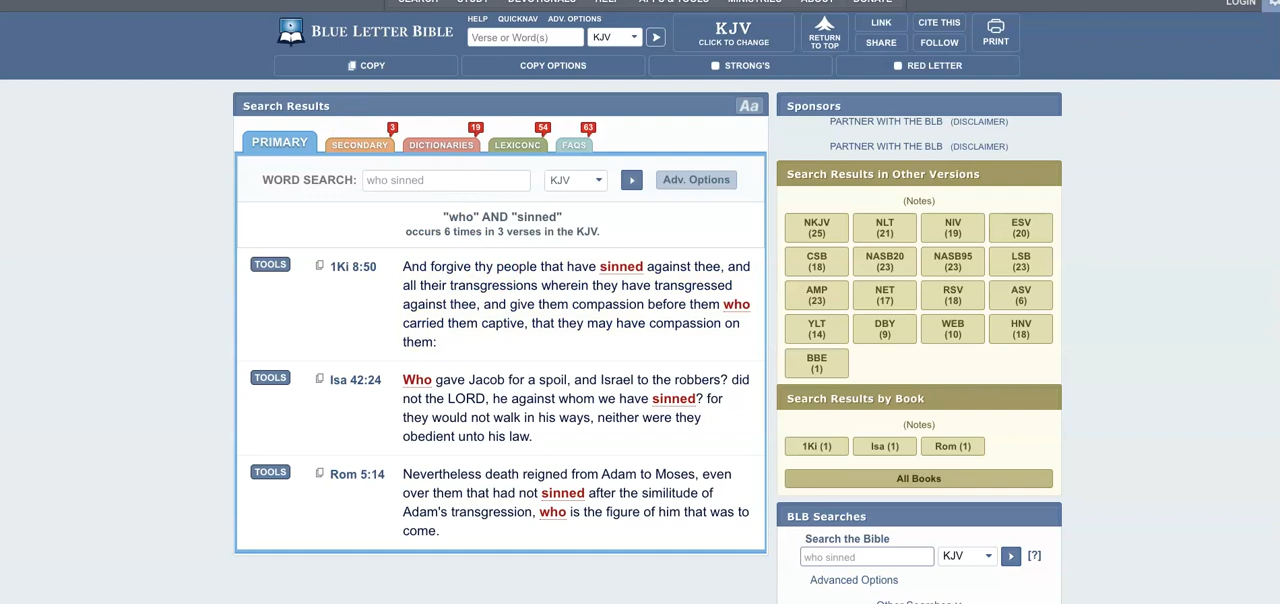 SEARCH STUDY DEVOTIONALS HELP APPS & TOOLS MINISTRIES ABOUT DONATE LOGIN
BLUE LETTER BIBLE
HELP QUICKNAV ADV. OPTIONS
Verse or Word(s) KJV
KJV
CLICK TO CHANGE
RETURN
TO TOP
LINK CITE THIS
SHARE FOLLOW
PRINT
COPY COPY OPTIONS STRONG'S RED LETTER
Search Results Aa
PRIMARY
SECONDARY 3
DICTIONARIES 19
LEXICONC 54
FAQS 63
WORD SEARCH: who sinned KJV Adv. Options
"who" AND "sinned"
occurs 6 times in 3 verses in the KJV.
TOOLS 1Ki 8:50 And forgive thy people that have sinned against thee, and
all their transgressions wherein they have transgressed
against thee, and give them compassion before them who
carried them captive, that they may have compassion on
them:
TOOLS Isa 42:24 Who gave Jacob for a spoil, and Israel to the robbers? did
not the LORD, he against whom we have sinned? for
they would not walk in his ways, neither were they
obedient unto his law.
TOOLS Rom 5:14 Nevertheless death reigned from Adam to Moses, even
over them that had not sinned after the similitude of
Adam's transgression, who is the figure of him that was to
come.
Sponsors
PARTNER WITH THE BLB (DISCLAIMER)
PARTNER WITH THE BLB (DISCLAIMER)
Search Results in Other Versions
(Notes)
NKJV NLT NIV ESV
(25) (21) (19) (20)
CSB NASB20 NASB95 LSB
(18) (23) (23) (23)
AMP NET RSV ASV
(23) (17) (18) (6)
YLT DBY WEB HNV
(14) (9) (10) (18)
BBE
(1)
Search Results by Book
(Notes)
1Ki (1) Isa (1) Rom (1)
All Books
BLB Searches
Search the Bible
who sinned KJV [?]
Advanced Options
Other Searches